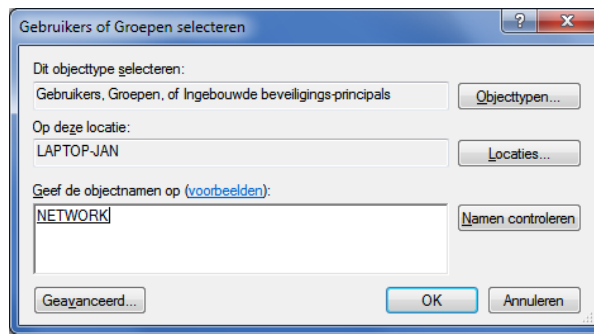 Gebruikers of Groepen selecteren
Dit objecttype selecteren:
Gebruikers, Groepen, of Ingebouwde beveiligings-principals
Objecttypen...
Op deze locatie:
LAPTOP-JAN
Locaties...
Geef de objectnamen op (voorbeelden):
NETWORK
Namen controleren
Geavanceerd...
OK
Annuleren